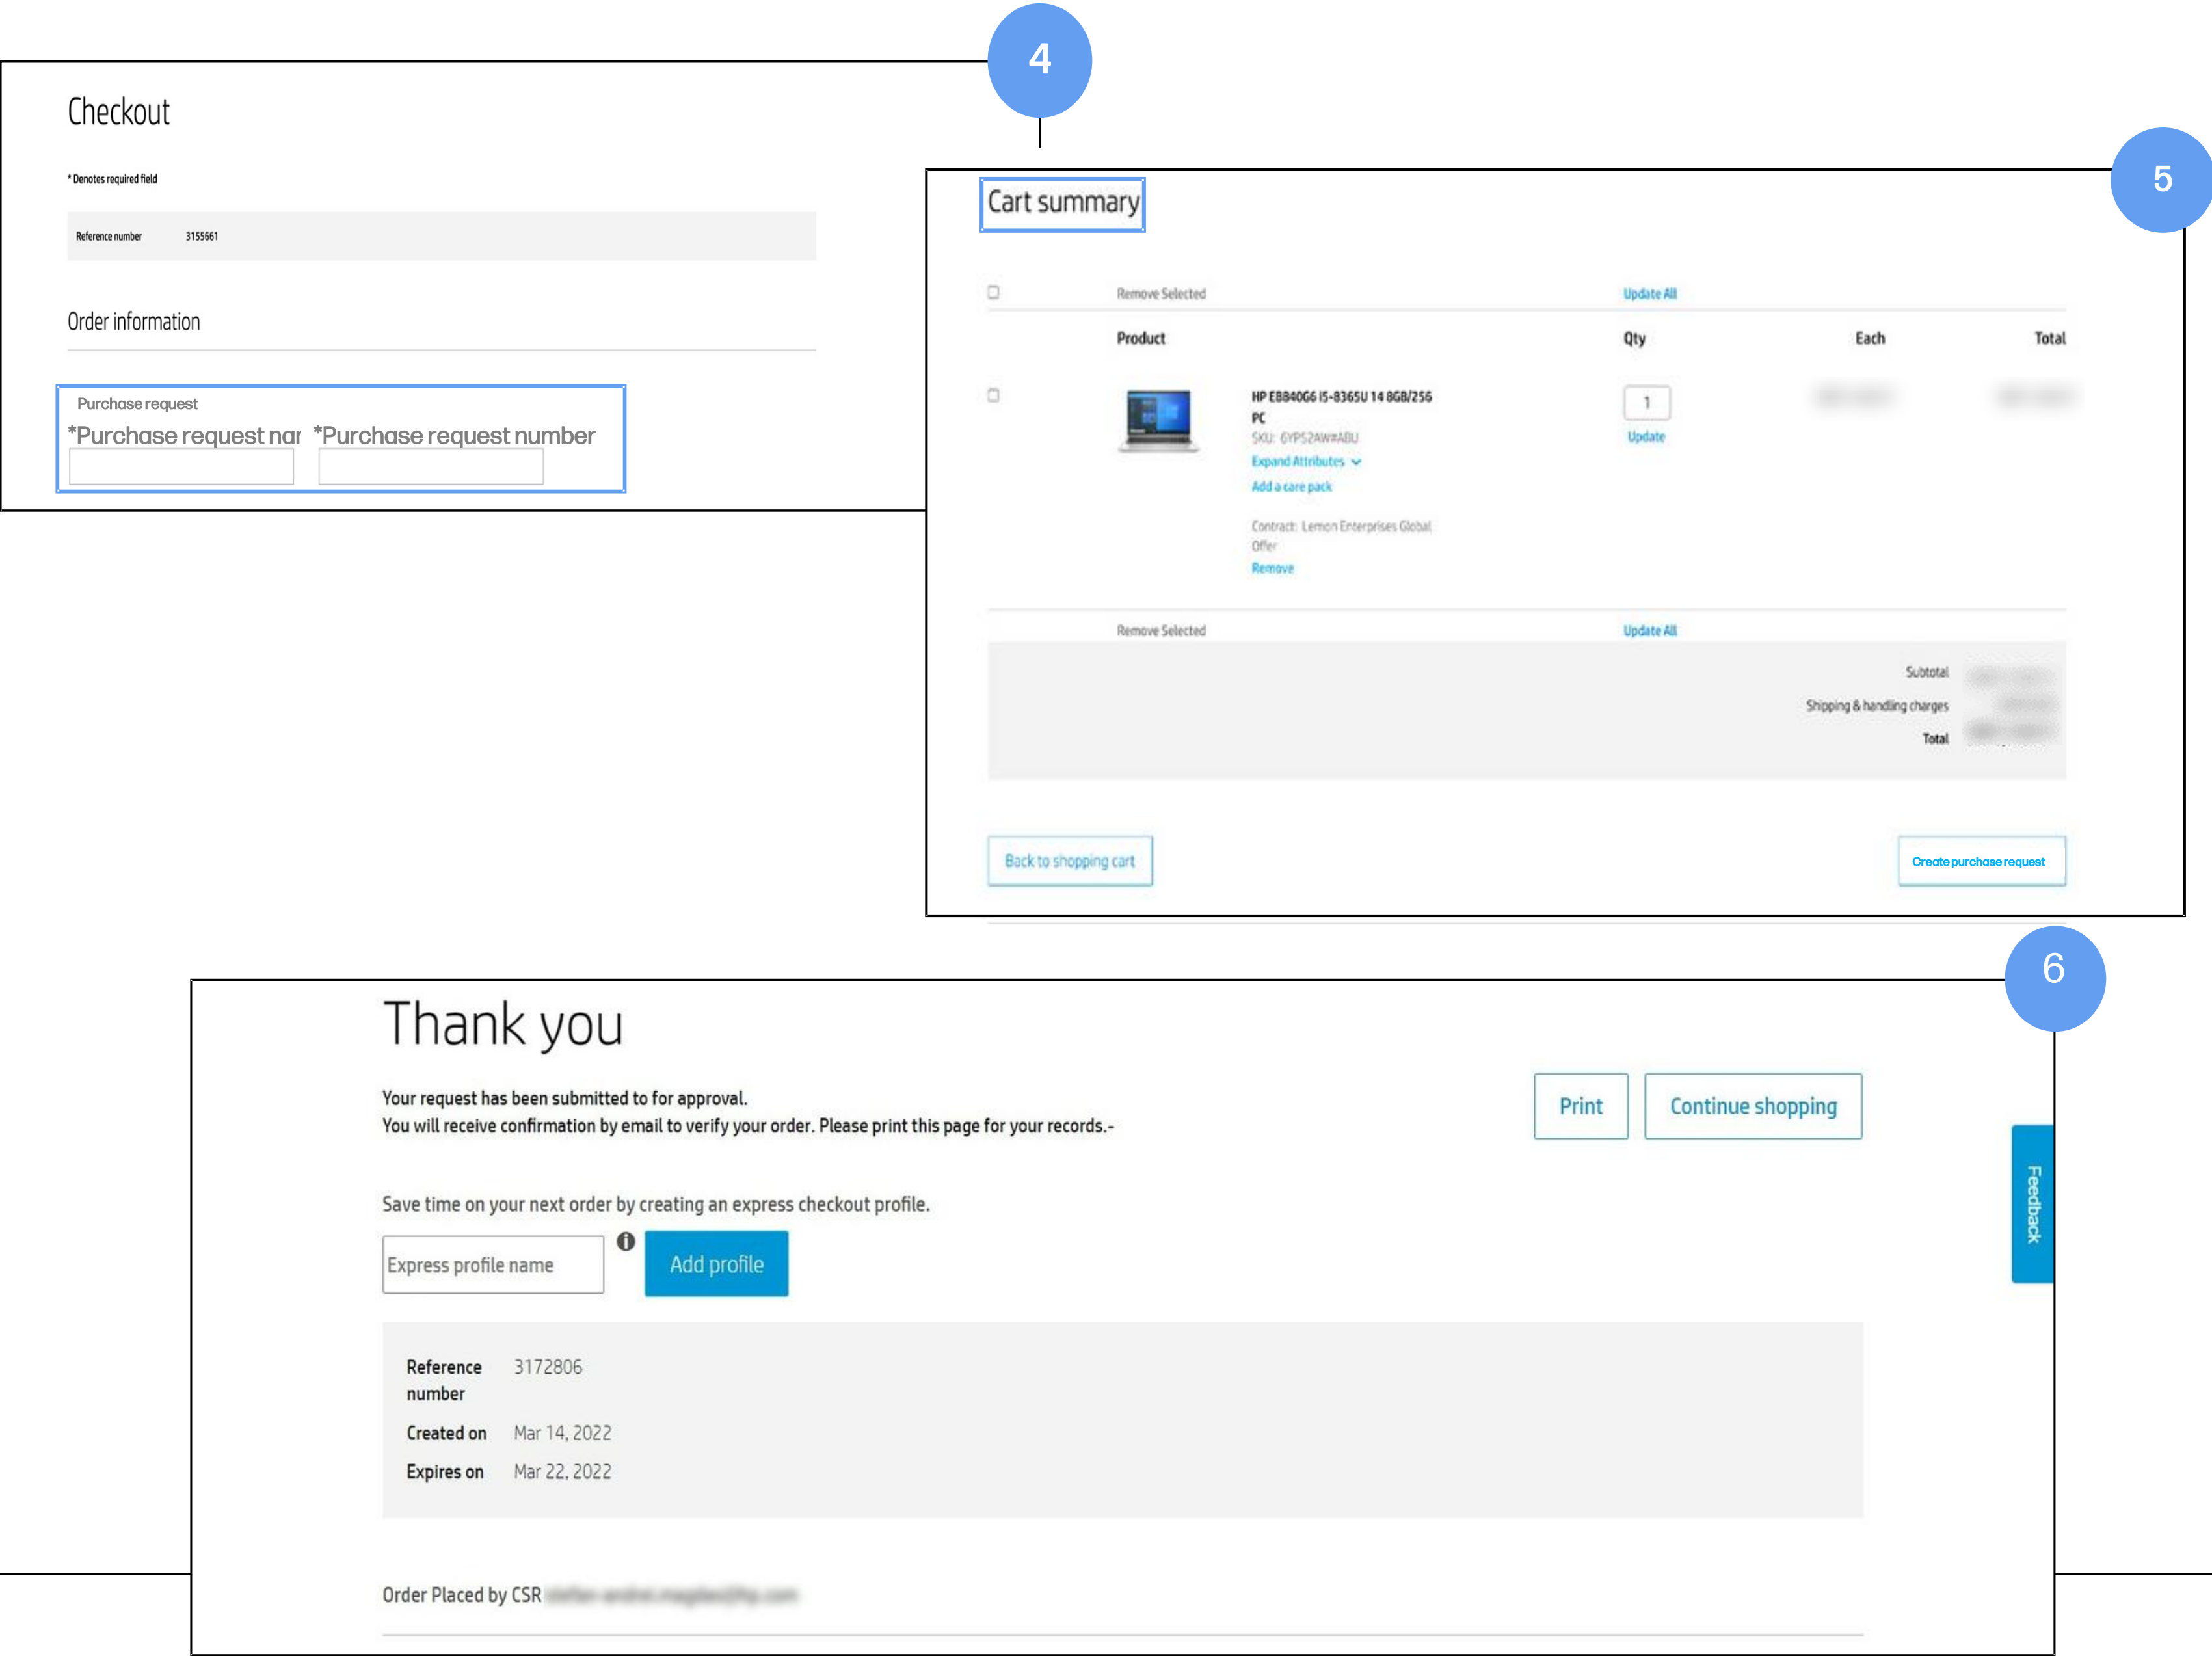 4
Checkout
* Denotes required field
Reference number 3155661
Order information
Purchase request
*Purchase request nar *Purchase request number
5
Cart summary
Remove Selected Update All
Product Qty Each Total
HP EB840G6 i5-8365U 14 8GB/256 1
PC
SKU: 6YP52AW#ABU Update
Expand Attributes
Add a care pack
Contract: Lemon Enterprises Global
Offer
Remove
Remove Selected Update All
Subtotal
Shipping & handling charges
Total
Back to shopping cart Create purchase request
6
Thank you
Your request has been submitted to for approval.
You will receive confirmation by email to verify your order. Please print this page for your records.-
Print Continue shopping
Feedback
Save time on your next order by creating an express checkout profile.
Express profile name Add profile
Reference 3172806
number
Created on Mar 14, 2022
Expires on Mar 22, 2022
Order Placed by CSR